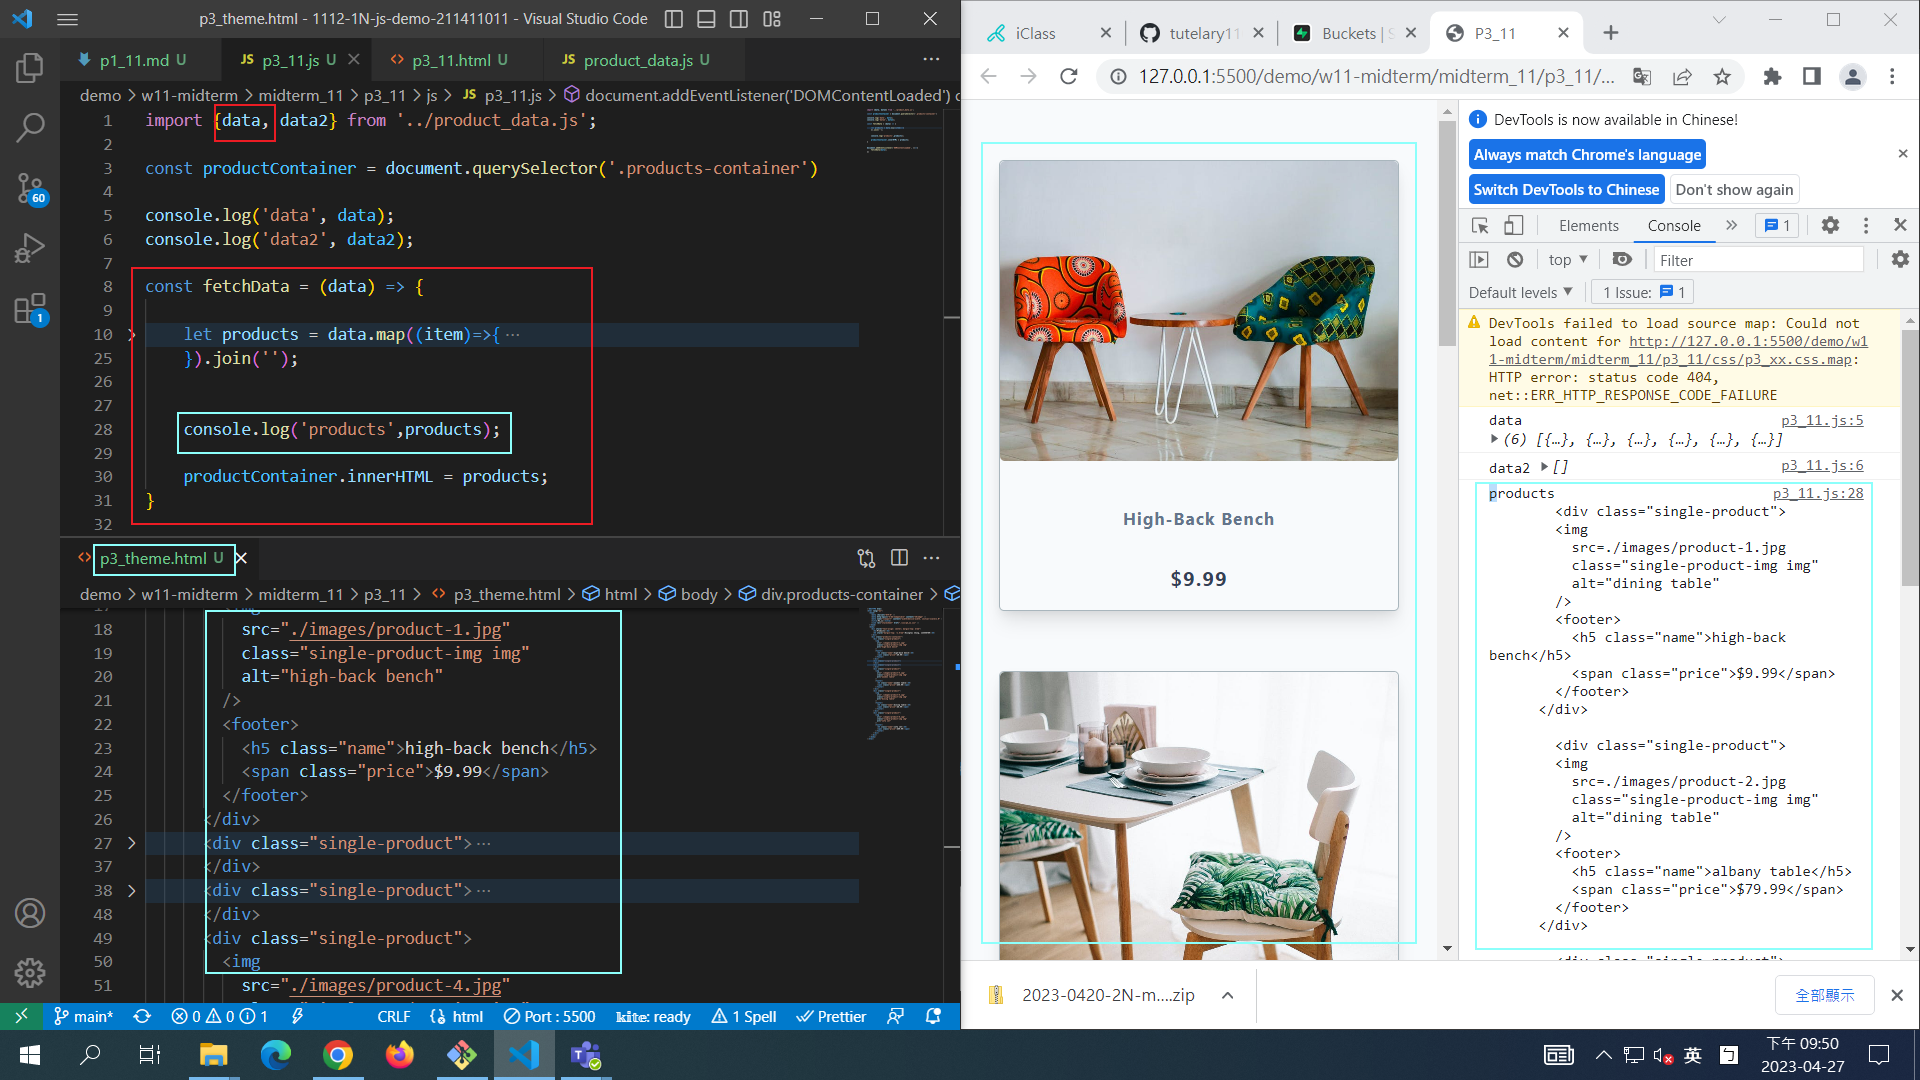 p3_theme.html - 1112-1N-js-demo-211411011 - Visual Studio Code
p1_11.md U
JS p3_11.js U
<> p3_11.html U
JS product_data.js U
demo > w11-midterm > midterm_11 > p3_11 > js > JS p3_11.js > document.addEventListener('DOMContentLoaded') c
1 import {data, data2} from '../product_data.js';
2
3 const productContainer = document.querySelector('.products-container')
4
5 console.log('data', data);
6 console.log('data2', data2);
7
8 const fetchData = (data) => {
9
10 let products = data.map((item)=>{ ···
25 }).join('');
26
27
28 console.log('products',products);
29
30 productContainer.innerHTML = products;
31 }
32
60
1
<> p3_theme.html U
demo > w11-midterm > midterm_11 > p3_11 > <> p3_theme.html > html > body > div.products-container >
18 src="./images/product-1.jpg"
19 class="single-product-img img"
20 alt="high-back bench"
21 />
22 <footer>
23 <h5 class="name">high-back bench</h5>
24 <span class="price">$9.99</span>
25 </footer>
26 </div>
27 <div class="single-product"> ···
37 </div>
38 <div class="single-product"> ···
48 </div>
49 <div class="single-product">
50 <img
51 src="./images/product-4.jpg"
main*
0 0 1
CRLF
html
Port : 5500
kite: ready
1 Spell
Prettier
iClass
tutelary11
Buckets | S
P3_11
127.0.0.1:5500/demo/w11-midterm/midterm_11/p3_11/...
High-Back Bench
$9.99
DevTools is now available in Chinese!
Always match Chrome's language
Switch DevTools to Chinese
Don't show again
Elements
Console
1
top
Filter
Default levels
1 Issue: 1
DevTools failed to load source map: Could not
load content for http://127.0.0.1:5500/demo/w1
1-midterm/midterm_11/p3_11/css/p3_xx.css.map:
HTTP error: status code 404,
net::ERR_HTTP_RESPONSE_CODE_FAILURE
data p3_11.js:5
(6) [{…}, {…}, {…}, {…}, {…}, {…}]
data2 [] p3_11.js:6
products p3_11.js:28
<div class="single-product">
<img
src=./images/product-1.jpg
class="single-product-img img"
alt="dining table"
/>
<footer>
<h5 class="name">high-back
bench</h5>
<span class="price">$9.99</span>
</footer>
</div>
<div class="single-product">
<img
src=./images/product-2.jpg
class="single-product-img img"
alt="dining table"
/>
<footer>
<h5 class="name">albany table</h5>
<span class="price">$79.99</span>
</footer>
</div>
2023-0420-2N-m....zip
全部顯示
英
下午 09:50
2023-04-27